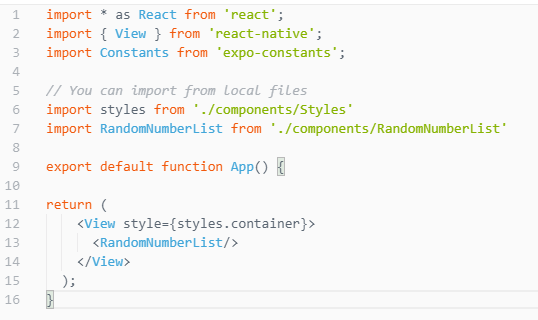 1 import * as React from 'react';
2 import { View } from 'react-native';
3 import Constants from 'expo-constants';
4
5 // You can import from local files
6 import styles from './components/Styles'
7 import RandomNumberList from './components/RandomNumberList'
8
9 export default function App() {
10
11 return (
12     <View style={styles.container}>
13       <RandomNumberList/>
14     </View>
15   );
16 }